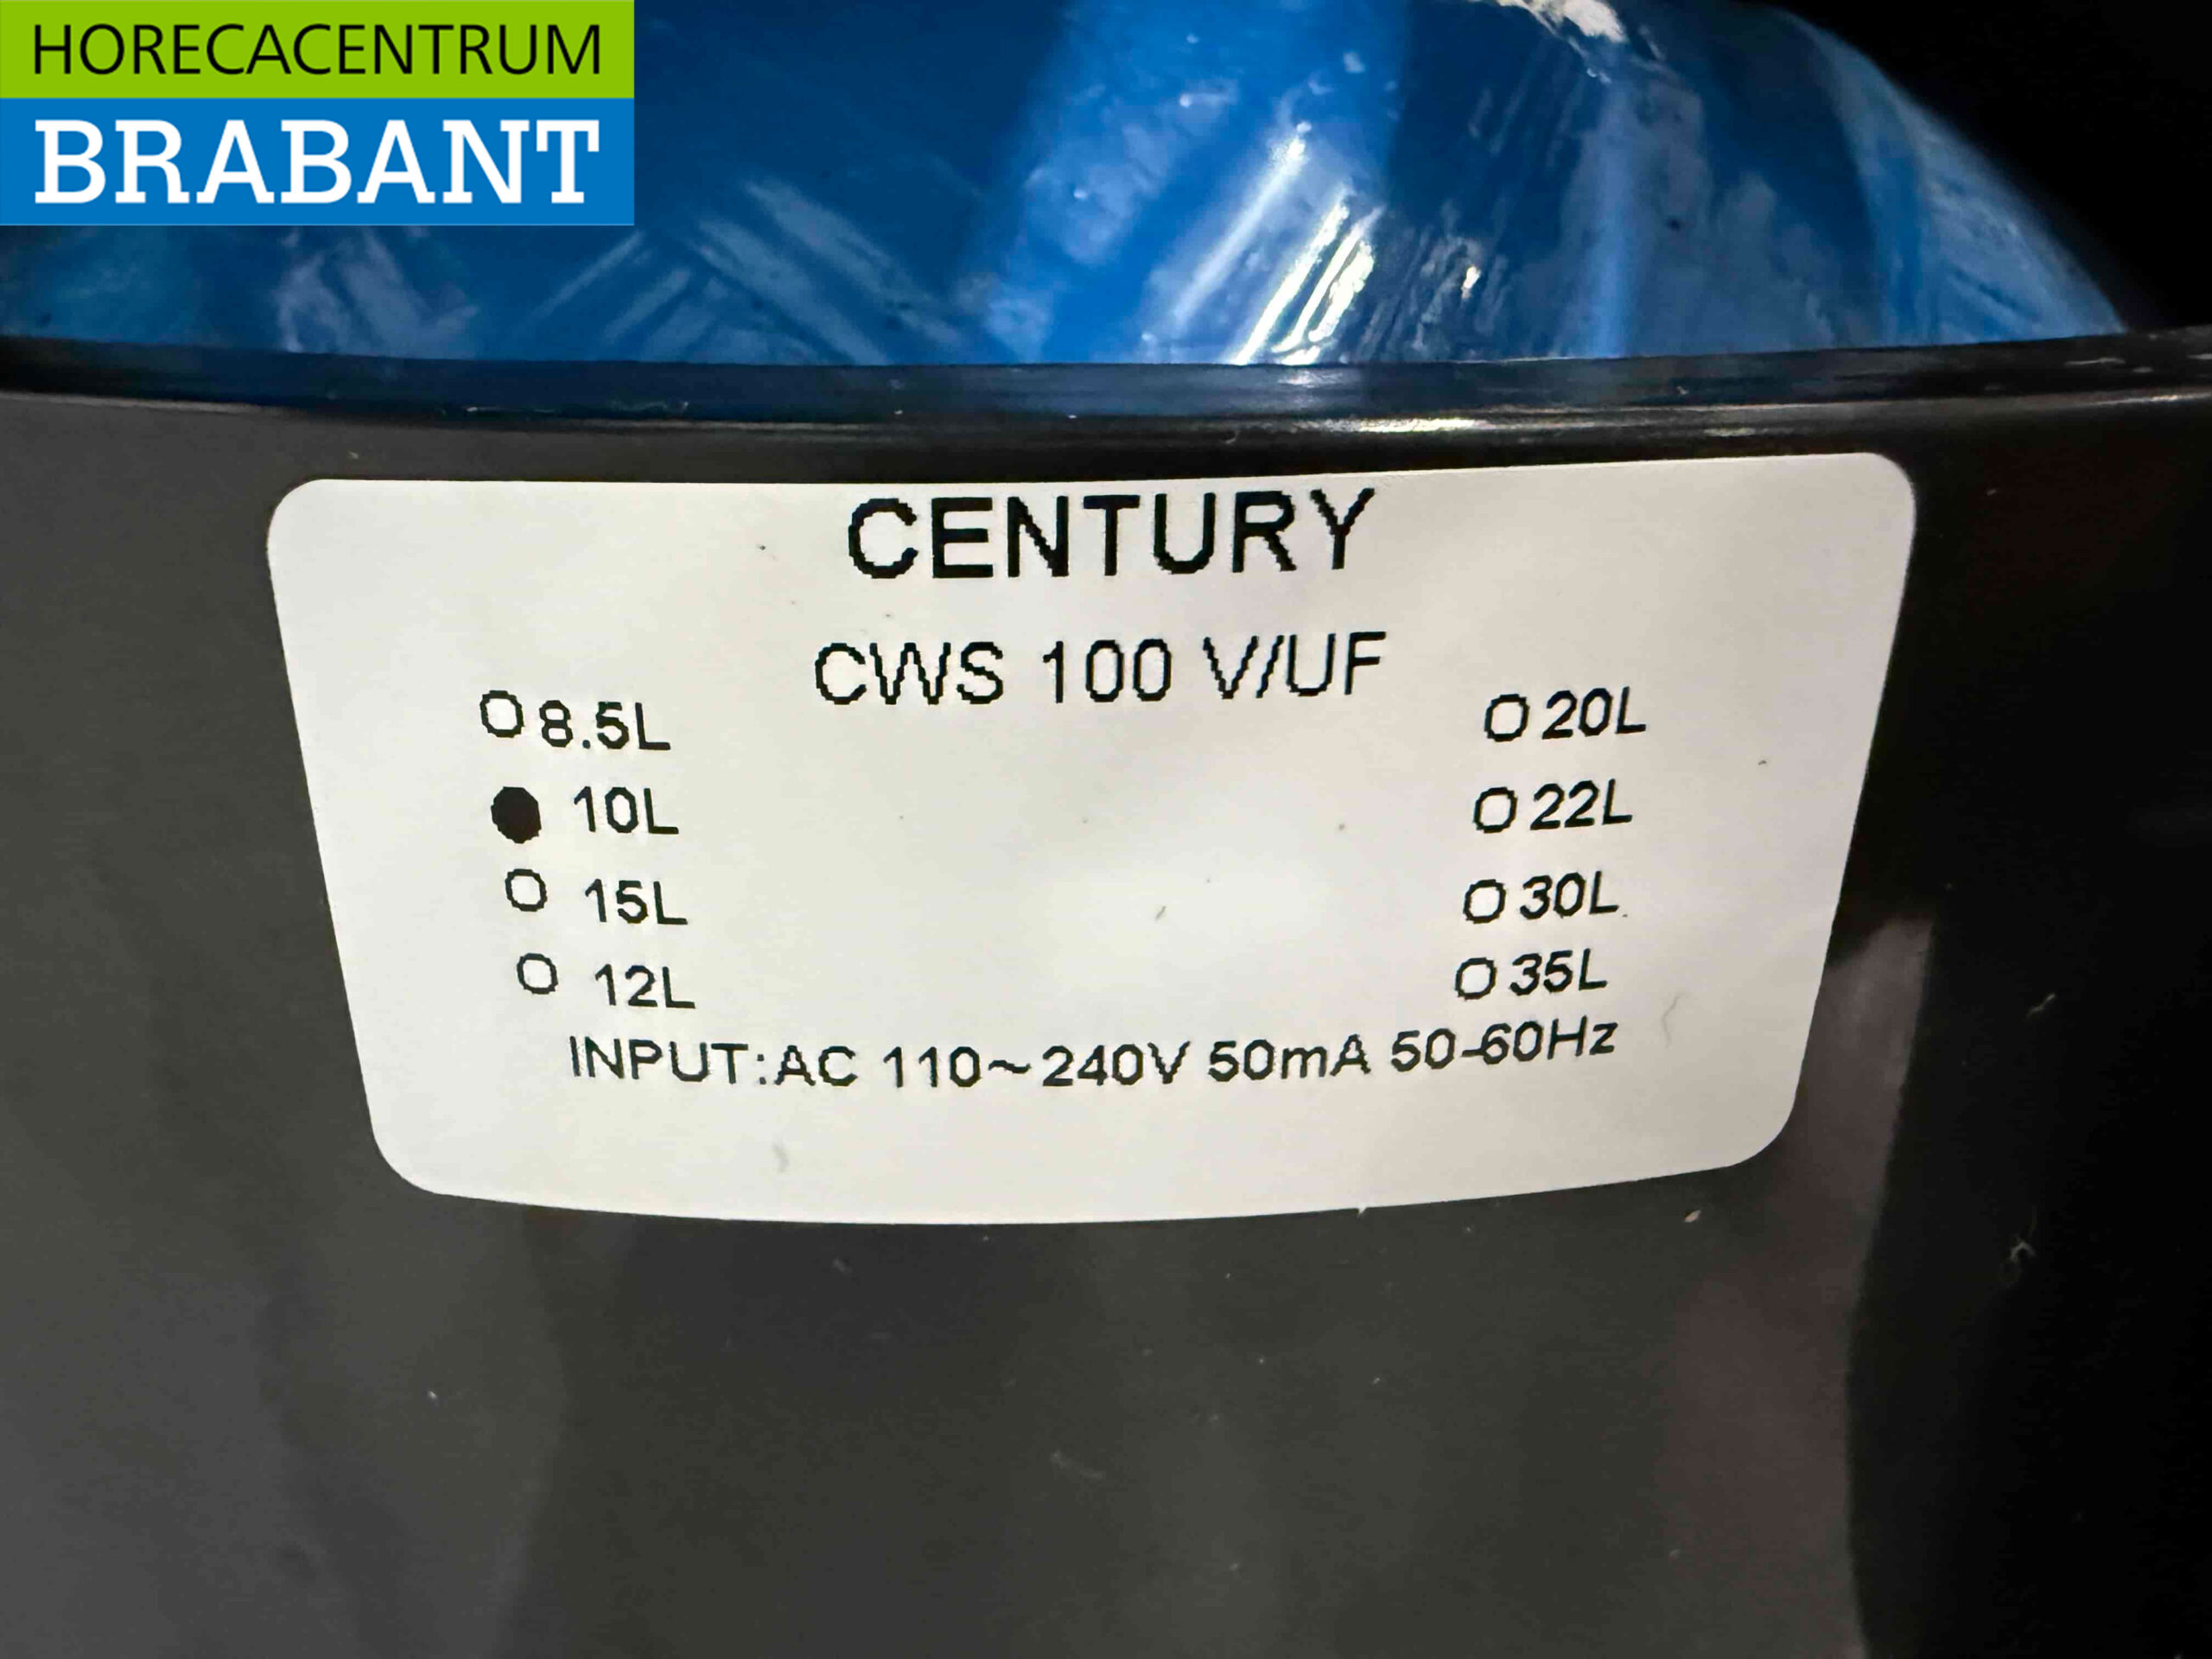 HORECACENTRUM
BRABANT
CENTURY
CWS 100 V/UF
O 8.5L
● 10L
O 15L
O 12L
O 20L
O 22L
O 30L
O 35L
INPUT:AC 110~240V 50mA 50-60Hz